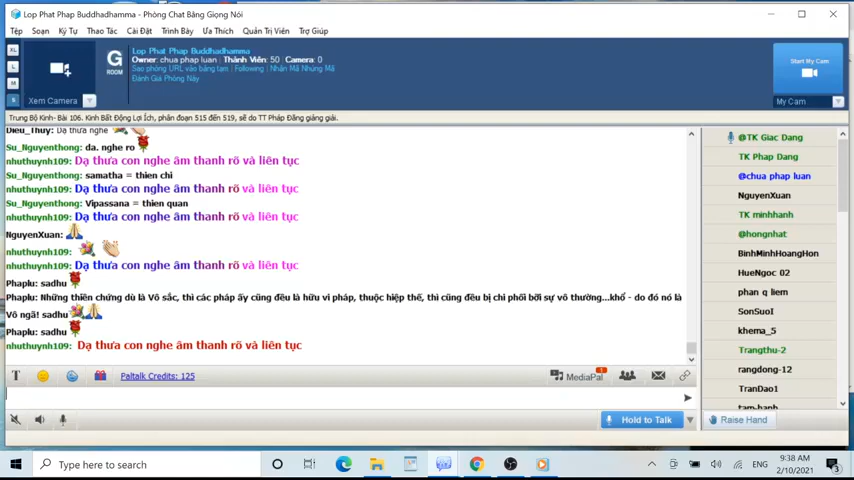 Lop Phat Phap Buddhadhamma - Phòng Chat Bằng Giọng Nói
Tệp Soạn Ký Tự Thao Tác Cài Đặt Trình Bày Ưa Thích Quản Trị Viên Trợ Giúp
XL
L
M
S
Xem Camera
G
ROOM
Lop Phat Phap Buddhadhamma
Owner: chua phap luan | Thành Viên: 50 | Camera: 0
Sao phỏng URL vào bảng tạm | Following | Nhận Mã Nhúng Mã
Đánh Giá Phòng Này
Start My Cam
My Cam
Trung Bộ Kinh- Bài 106. Kinh Bất Động Lợi Ích, phân đoạn 515 đến 519, sẽ do TT Pháp Đăng giảng giải.
Dieu_Thuy: Dạ thưa nghe
Su_Nguyenthong: da. nghe ro
nhuthuynh109: Dạ thưa con nghe âm thanh rõ và liên tục
Su_Nguyenthong: samatha = thien chi
nhuthuynh109: Dạ thưa con nghe âm thanh rõ và liên tục
Su_Nguyenthong: Vipassana = thien quan
nhuthuynh109: Dạ thưa con nghe âm thanh rõ và liên tục
NguyenXuan:
nhuthuynh109:
nhuthuynh109: Dạ thưa con nghe âm thanh rõ và liên tục
Phaplu: sadhu
Phaplu: Những thiền chứng dù là Vô sắc, thì các pháp ấy cũng đều là hữu vi pháp, thuộc hiệp thế, thì cũng đều bị chi phối bởi sự vô thường...khổ - do đó nó là
Vô ngã! sadhu
Phaplu: sadhu
nhuthuynh109: Dạ thưa con nghe âm thanh rõ và liên tục
@TK Giac Dang
TK Phap Dang
@chua phap luan
NguyenXuan
TK minhhanh
@hongnhat
BinhMinhHoangHon
HueNgoc 02
phan q liem
SonSuoI
khema_5
Trangthu-2
rangdong-12
TranDao1
tam-hanh
T Paltalk Credits: 125 MediaPal 1
Hold to Talk Raise Hand
Type here to search
ENG
9:38 AM
2/10/2021
3